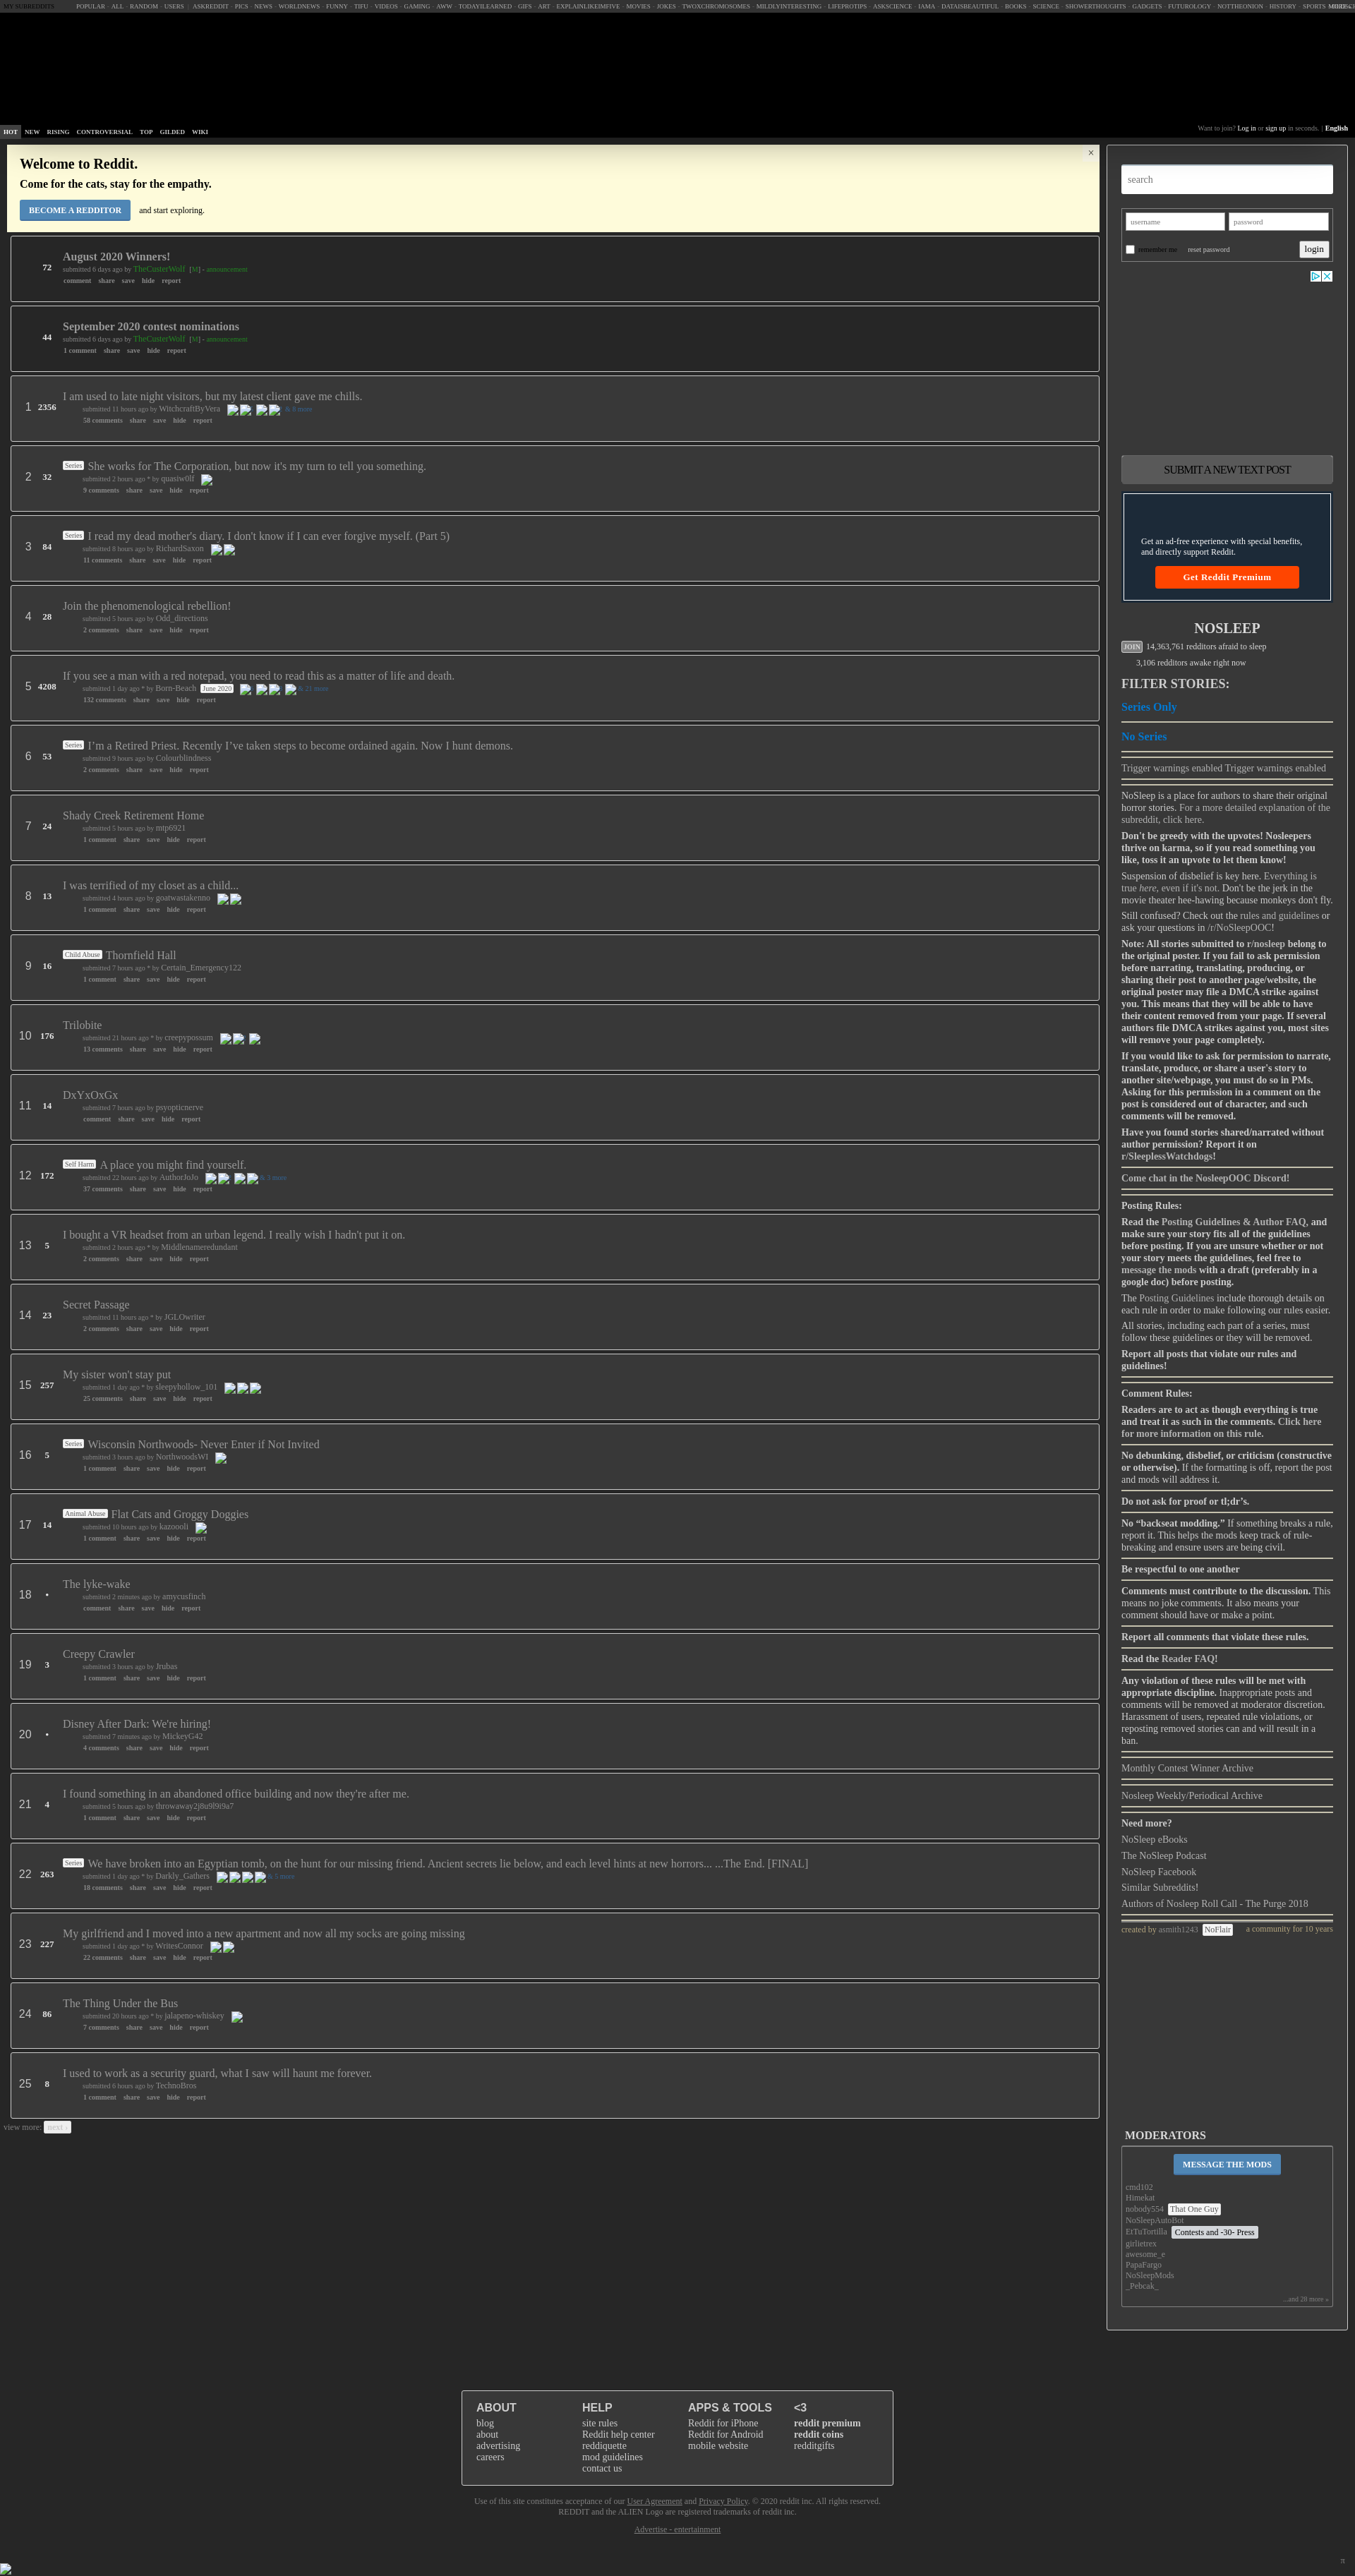 MY SUBREDDITS POPULAR - ALL - RANDOM - USERS | ASKREDDIT - PICS - NEWS - WORLDNEWS - FUNNY - TIFU - VIDEOS - GAMING - AWW - TODAYILEARNED - GIFS - ART - EXPLAINLIKEIMFIVE - MOVIES - JOKES - TWOXCHROMOSOMES - MILDLYINTERESTING - LIFEPROTIPS - ASKSCIENCE - IAMA - DATAISBEAUTIFUL - BOOKS - SCIENCE - SHOWERTHOUGHTS - GADGETS - FUTUROLOGY - NOTTHEONION - HISTORY - SPORTS
HOT NEW RISING CONTROVERSIAL TOP GILDED WIKI
Want to join? Log in or sign up in seconds. | English
Welcome to Reddit.
×
Come for the cats, stay for the empathy.
BECOME A REDDITOR and start exploring.
72
August 2020 Winners!
submitted 6 days ago by TheCusterWolf [M] - announcement
comment share save hide report
44
September 2020 contest nominations
submitted 6 days ago by TheCusterWolf [M] - announcement
1 comment share save hide report
1 2356
I am used to late night visitors, but my latest client gave me chills.
submitted 11 hours ago by WitchcraftByVera & 8 more
58 comments share save hide report
2 32
Series She works for The Corporation, but now it's my turn to tell you something.
submitted 2 hours ago * by quasiw0lf
9 comments share save hide report
3 84
Series I read my dead mother's diary. I don't know if I can ever forgive myself. (Part 5)
submitted 8 hours ago by RichardSaxon
11 comments share save hide report
4 28
Join the phenomenological rebellion!
submitted 5 hours ago by Odd_directions
2 comments share save hide report
5 4208
If you see a man with a red notepad, you need to read this as a matter of life and death.
submitted 1 day ago * by Born-Beach June 2020 & 21 more
132 comments share save hide report
6 53
Series I’m a Retired Priest. Recently I’ve taken steps to become ordained again. Now I hunt demons.
submitted 9 hours ago by Colourblindness
2 comments share save hide report
7 24
Shady Creek Retirement Home
submitted 5 hours ago by mtp6921
1 comment share save hide report
8 13
I was terrified of my closet as a child...
submitted 4 hours ago by goatwastakenno
1 comment share save hide report
9 16
Child Abuse Thornfield Hall
submitted 7 hours ago * by Certain_Emergency122
1 comment share save hide report
10 176
Trilobite
submitted 21 hours ago * by creepypossum
13 comments share save hide report
11 14
DxYxOxGx
submitted 7 hours ago by psyopticnerve
comment share save hide report
12 172
Self Harm A place you might find yourself.
submitted 22 hours ago by AuthorJoJo & 3 more
37 comments share save hide report
13 5
I bought a VR headset from an urban legend. I really wish I hadn't put it on.
submitted 2 hours ago * by Middlenameredundant
2 comments share save hide report
14 23
Secret Passage
submitted 11 hours ago * by JGLOwriter
2 comments share save hide report
15 257
My sister won't stay put
submitted 1 day ago * by sleepyhollow_101
25 comments share save hide report
16 5
Series Wisconsin Northwoods- Never Enter if Not Invited
submitted 3 hours ago by NorthwoodsWI
1 comment share save hide report
17 14
Animal Abuse Flat Cats and Groggy Doggies
submitted 10 hours ago by kazoooli
1 comment share save hide report
18 •
The lyke-wake
submitted 2 minutes ago by amycusfinch
comment share save hide report
19 3
Creepy Crawler
submitted 3 hours ago by Jrubas
1 comment share save hide report
20 •
Disney After Dark: We're hiring!
submitted 7 minutes ago by MickeyG42
4 comments share save hide report
21 4
I found something in an abandoned office building and now they're after me.
submitted 5 hours ago by throwaway2j8u9l9i9a7
1 comment share save hide report
22 263
Series We have broken into an Egyptian tomb, on the hunt for our missing friend. Ancient secrets lie below, and each level hints at new horrors... ...The End. [FINAL]
submitted 1 day ago * by Darkly_Gathers & 5 more
18 comments share save hide report
23 227
My girlfriend and I moved into a new apartment and now all my socks are going missing
submitted 1 day ago * by WritesConnor
22 comments share save hide report
24 86
The Thing Under the Bus
submitted 20 hours ago * by jalapeno-whiskey
7 comments share save hide report
25 8
I used to work as a security guard, what I saw will haunt me forever.
submitted 6 hours ago by TechnoBros
1 comment share save hide report
view more: next ›
search
username password
remember me reset password login
SUBMIT A NEW TEXT POST
Get an ad-free experience with special benefits,
and directly support Reddit.
Get Reddit Premium
NOSLEEP
JOIN 14,363,761 redditors afraid to sleep
3,106 redditors awake right now
FILTER STORIES:
Series Only
No Series
Trigger warnings enabled Trigger warnings enabled
NoSleep is a place for authors to share their original
horror stories. For a more detailed explanation of the
subreddit, click here.
Don't be greedy with the upvotes! Nosleepers
thrive on karma, so if you read something you
like, toss it an upvote to let them know!
Suspension of disbelief is key here. Everything is
true here, even if it's not. Don't be the jerk in the
movie theater hee-hawing because monkeys don't fly.
Still confused? Check out the rules and guidelines or
ask your questions in /r/NoSleepOOC!
Note: All stories submitted to r/nosleep belong to
the original poster. If you fail to ask permission
before narrating, translating, producing, or
sharing their post to another page/website, the
original poster may file a DMCA strike against
you. This means that they will be able to have
their content removed from your page. If several
authors file DMCA strikes against you, most sites
will remove your page completely.
If you would like to ask for permission to narrate,
translate, produce, or share a user's story to
another site/webpage, you must do so in PMs.
Asking for this permission in a comment on the
post is considered out of character, and such
comments will be removed.
Have you found stories shared/narrated without
author permission? Report it on
r/SleeplessWatchdogs!
Come chat in the NosleepOOC Discord!
Posting Rules:
Read the Posting Guidelines & Author FAQ, and
make sure your story fits all of the guidelines
before posting. If you are unsure whether or not
your story meets the guidelines, feel free to
message the mods with a draft (preferably in a
google doc) before posting.
The Posting Guidelines include thorough details on
each rule in order to make following our rules easier.
All stories, including each part of a series, must
follow these guidelines or they will be removed.
Report all posts that violate our rules and
guidelines!
Comment Rules:
Readers are to act as though everything is true
and treat it as such in the comments. Click here
for more information on this rule.
No debunking, disbelief, or criticism (constructive
or otherwise). If the formatting is off, report the post
and mods will address it.
Do not ask for proof or tl;dr’s.
No “backseat modding.” If something breaks a rule,
report it. This helps the mods keep track of rule-
breaking and ensure users are being civil.
Be respectful to one another
Comments must contribute to the discussion. This
means no joke comments. It also means your
comment should have or make a point.
Report all comments that violate these rules.
Read the Reader FAQ!
Any violation of these rules will be met with
appropriate discipline. Inappropriate posts and
comments will be removed at moderator discretion.
Harassment of users, repeated rule violations, or
reposting removed stories can and will result in a
ban.
Monthly Contest Winner Archive
Nosleep Weekly/Periodical Archive
Need more?
NoSleep eBooks
The NoSleep Podcast
NoSleep Facebook
Similar Subreddits!
Authors of Nosleep Roll Call - The Purge 2018
created by asmith1243 NoFlair a community for 10 years
MODERATORS
MESSAGE THE MODS
cmd102
Himekat
nobody554 That One Guy
NoSleepAutoBot
EtTuTortilla Contests and -30- Press
girlietrex
awesome_e
PapaFargo
NoSleepMods
_Pebcak_
...and 28 more »
ABOUT
blog
about
advertising
careers
HELP
site rules
Reddit help center
reddiquette
mod guidelines
contact us
APPS & TOOLS
Reddit for iPhone
Reddit for Android
mobile website
<3
reddit premium
reddit coins
redditgifts
Use of this site constitutes acceptance of our User Agreement and Privacy Policy. © 2020 reddit inc. All rights reserved.
REDDIT and the ALIEN Logo are registered trademarks of reddit inc.
Advertise - entertainment
π